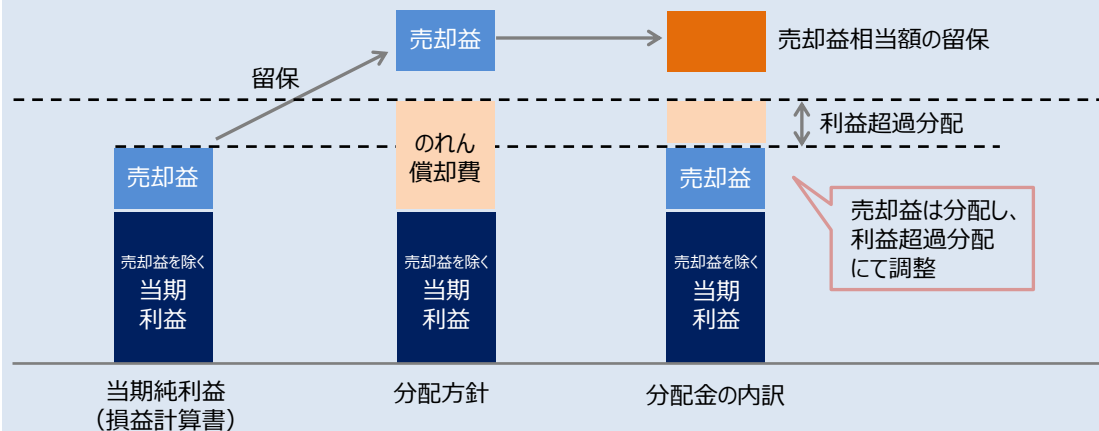 売却益
売却益相当額の留保
留保
のれん
償却費
利益超過分配
売却益
売却益
売却益は分配し、
利益超過分配
にて調整
売却益を除く
当期
利益
売却益を除く
当期
利益
売却益を除く
当期
利益
当期純利益
（損益計算書）
分配方針
分配金の内訳